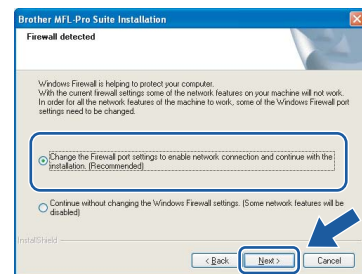 Brother MFL-Pro Suite Installation
Firewall detected
Windows Firewall is helping to protect your computer.
With the current firewall settings some of the network features on your machine will not work.
In order for all the network features of the machine to work, some of the Windows Firewall port
settings need to be changed.
Change the Firewall port settings to enable network connection and continue with the
installation. (Recommended)
Continue without changing the Windows Firewall settings. (Some network features will be
disabled)
InstallShield
< Back
Next >
Cancel